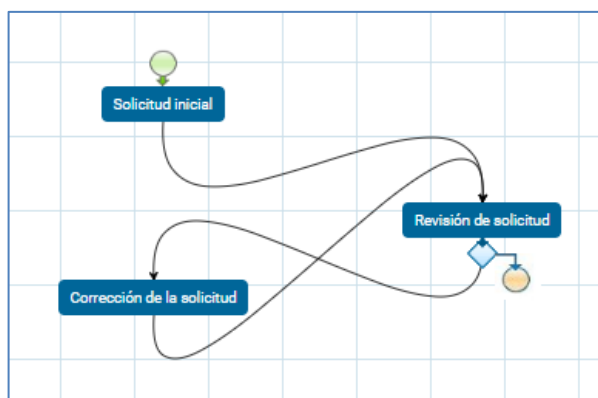 Solicitud inicial
Revisión de solicitud
Corrección de la solicitud